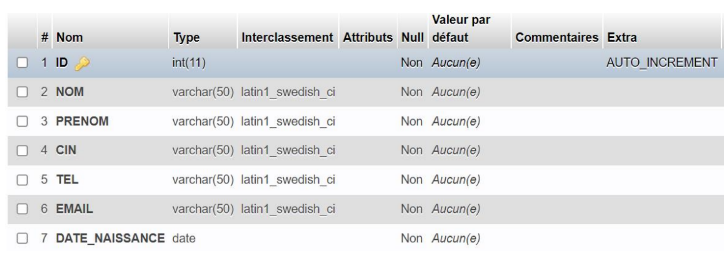 # Nom Type Interclassement Attributs Null Valeur par défaut Commentaires Extra
1 ID int(11) Non Aucun(e) AUTO_INCREMENT
2 NOM varchar(50) latin1_swedish_ci Non Aucun(e)
3 PRENOM varchar(50) latin1_swedish_ci Non Aucun(e)
4 CIN varchar(50) latin1_swedish_ci Non Aucun(e)
5 TEL varchar(50) latin1_swedish_ci Non Aucun(e)
6 EMAIL varchar(50) latin1_swedish_ci Non Aucun(e)
7 DATE_NAISSANCE date Non Aucun(e)